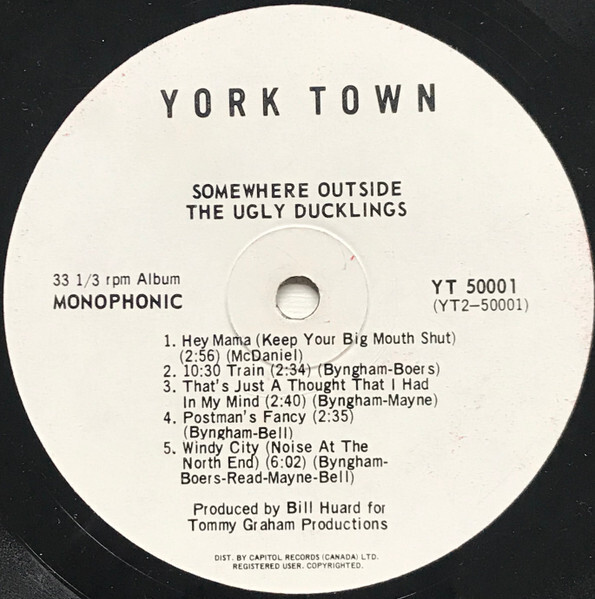 YORK TOWN
SOMEWHERE OUTSIDE
THE UGLY DUCKLINGS
33 1/3 rpm Album
MONOPHONIC
YT 50001
(YT2-50001)
1. Hey Mama (Keep Your Big Mouth Shut)
(2:56) (McDaniel)
2. 10:30 Train (2:34) (Byngham-Boers)
3. That's Just A Thought That I Had
In My Mind (2:40) (Byngham-Mayne)
4. Postman's Fancy (2:35)
(Byngham-Bell)
5. Windy City (Noise At The
North End) (6:02) (Byngham-
Boers-Read-Mayne-Bell)
Produced by Bill Huard for
Tommy Graham Productions
DIST. BY CAPITOL RECORDS (CANADA) LTD.
REGISTERED USER. COPYRIGHTED.